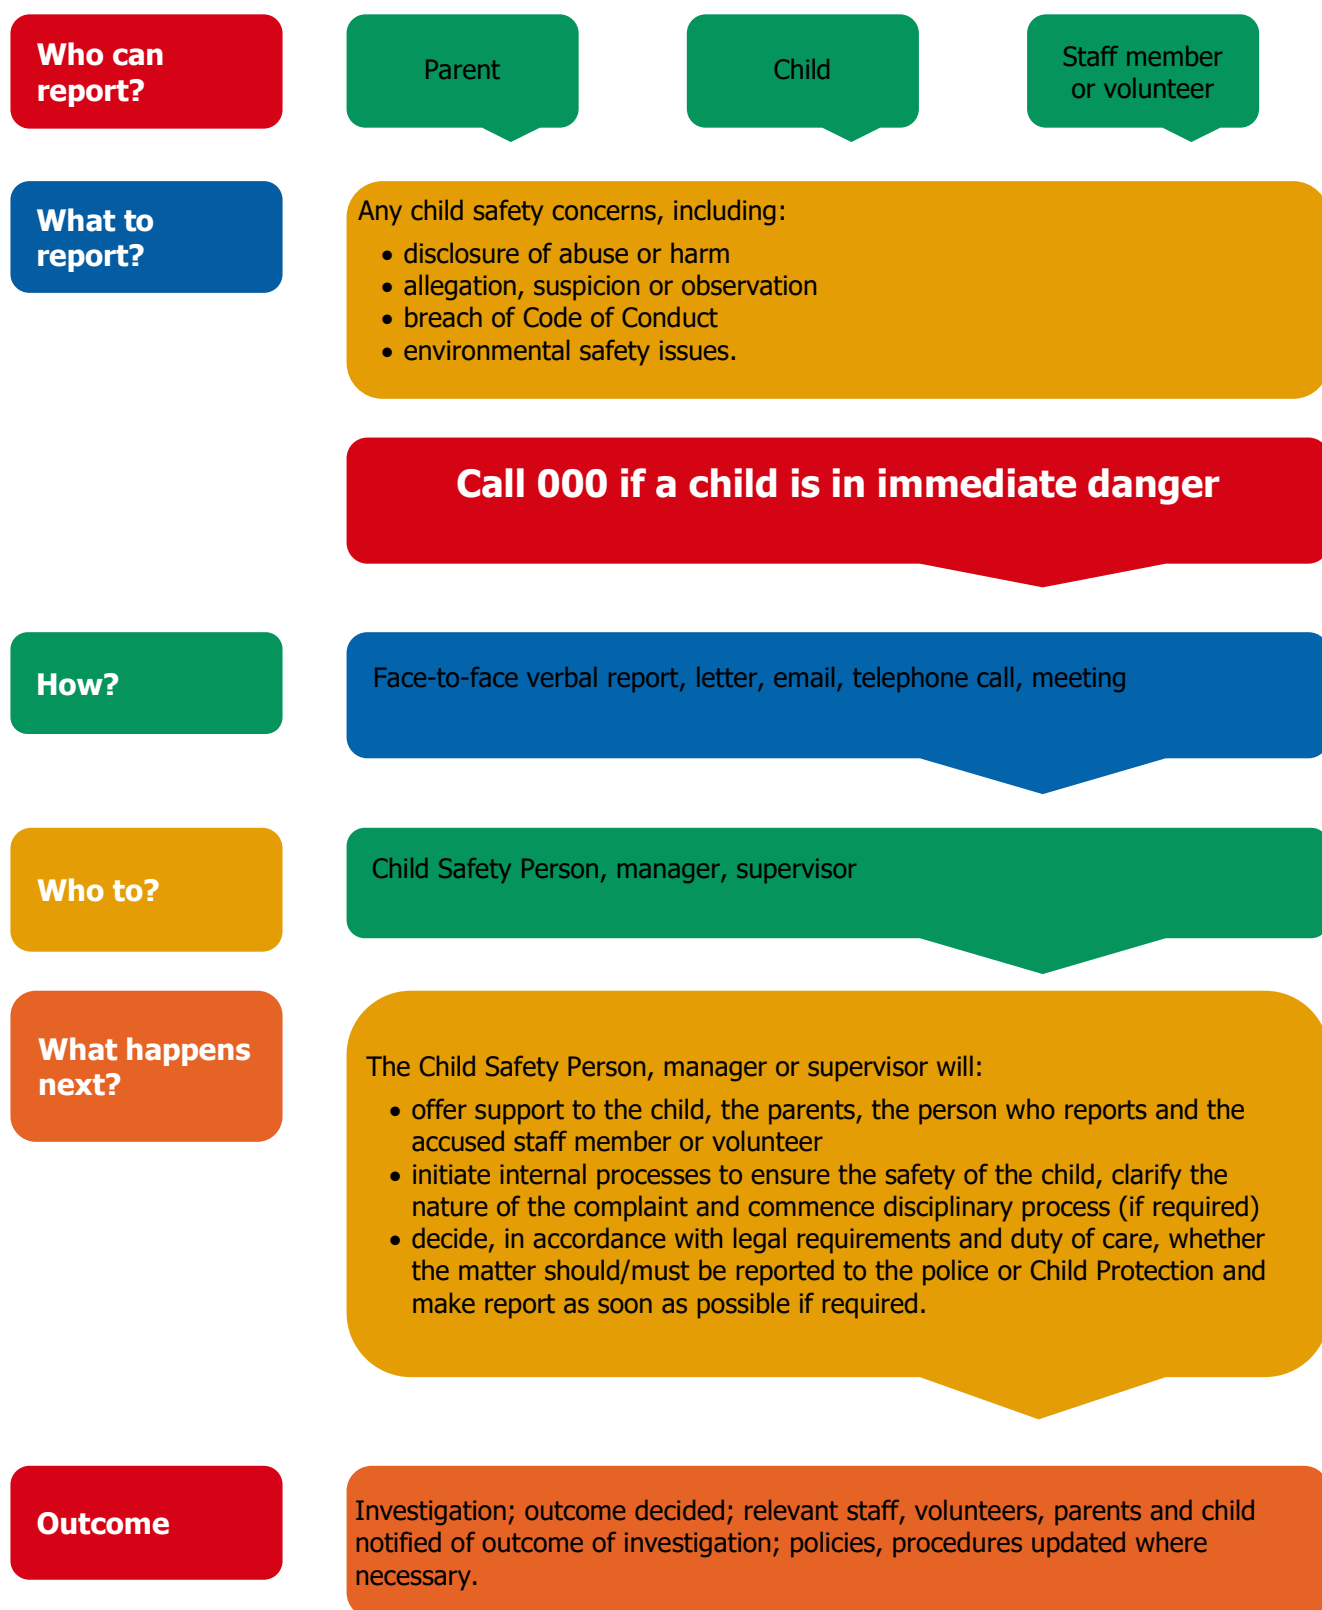 Who can
report?
Parent
Child
Staff member
or volunteer
What to
report?
Any child safety concerns, including:
• disclosure of abuse or harm
• allegation, suspicion or observation
• breach of Code of Conduct
• environmental safety issues.
Call 000 if a child is in immediate danger
How?
Face-to-face verbal report, letter, email, telephone call, meeting
Who to?
Child Safety Person, manager, supervisor
What happens
next?
The Child Safety Person, manager or supervisor will:
• offer support to the child, the parents, the person who reports and the
accused staff member or volunteer
• initiate internal processes to ensure the safety of the child, clarify the
nature of the complaint and commence disciplinary process (if required)
• decide, in accordance with legal requirements and duty of care, whether
the matter should/must be reported to the police or Child Protection and
make report as soon as possible if required.
Outcome
Investigation; outcome decided; relevant staff, volunteers, parents and child
notified of outcome of investigation; policies, procedures updated where
necessary.